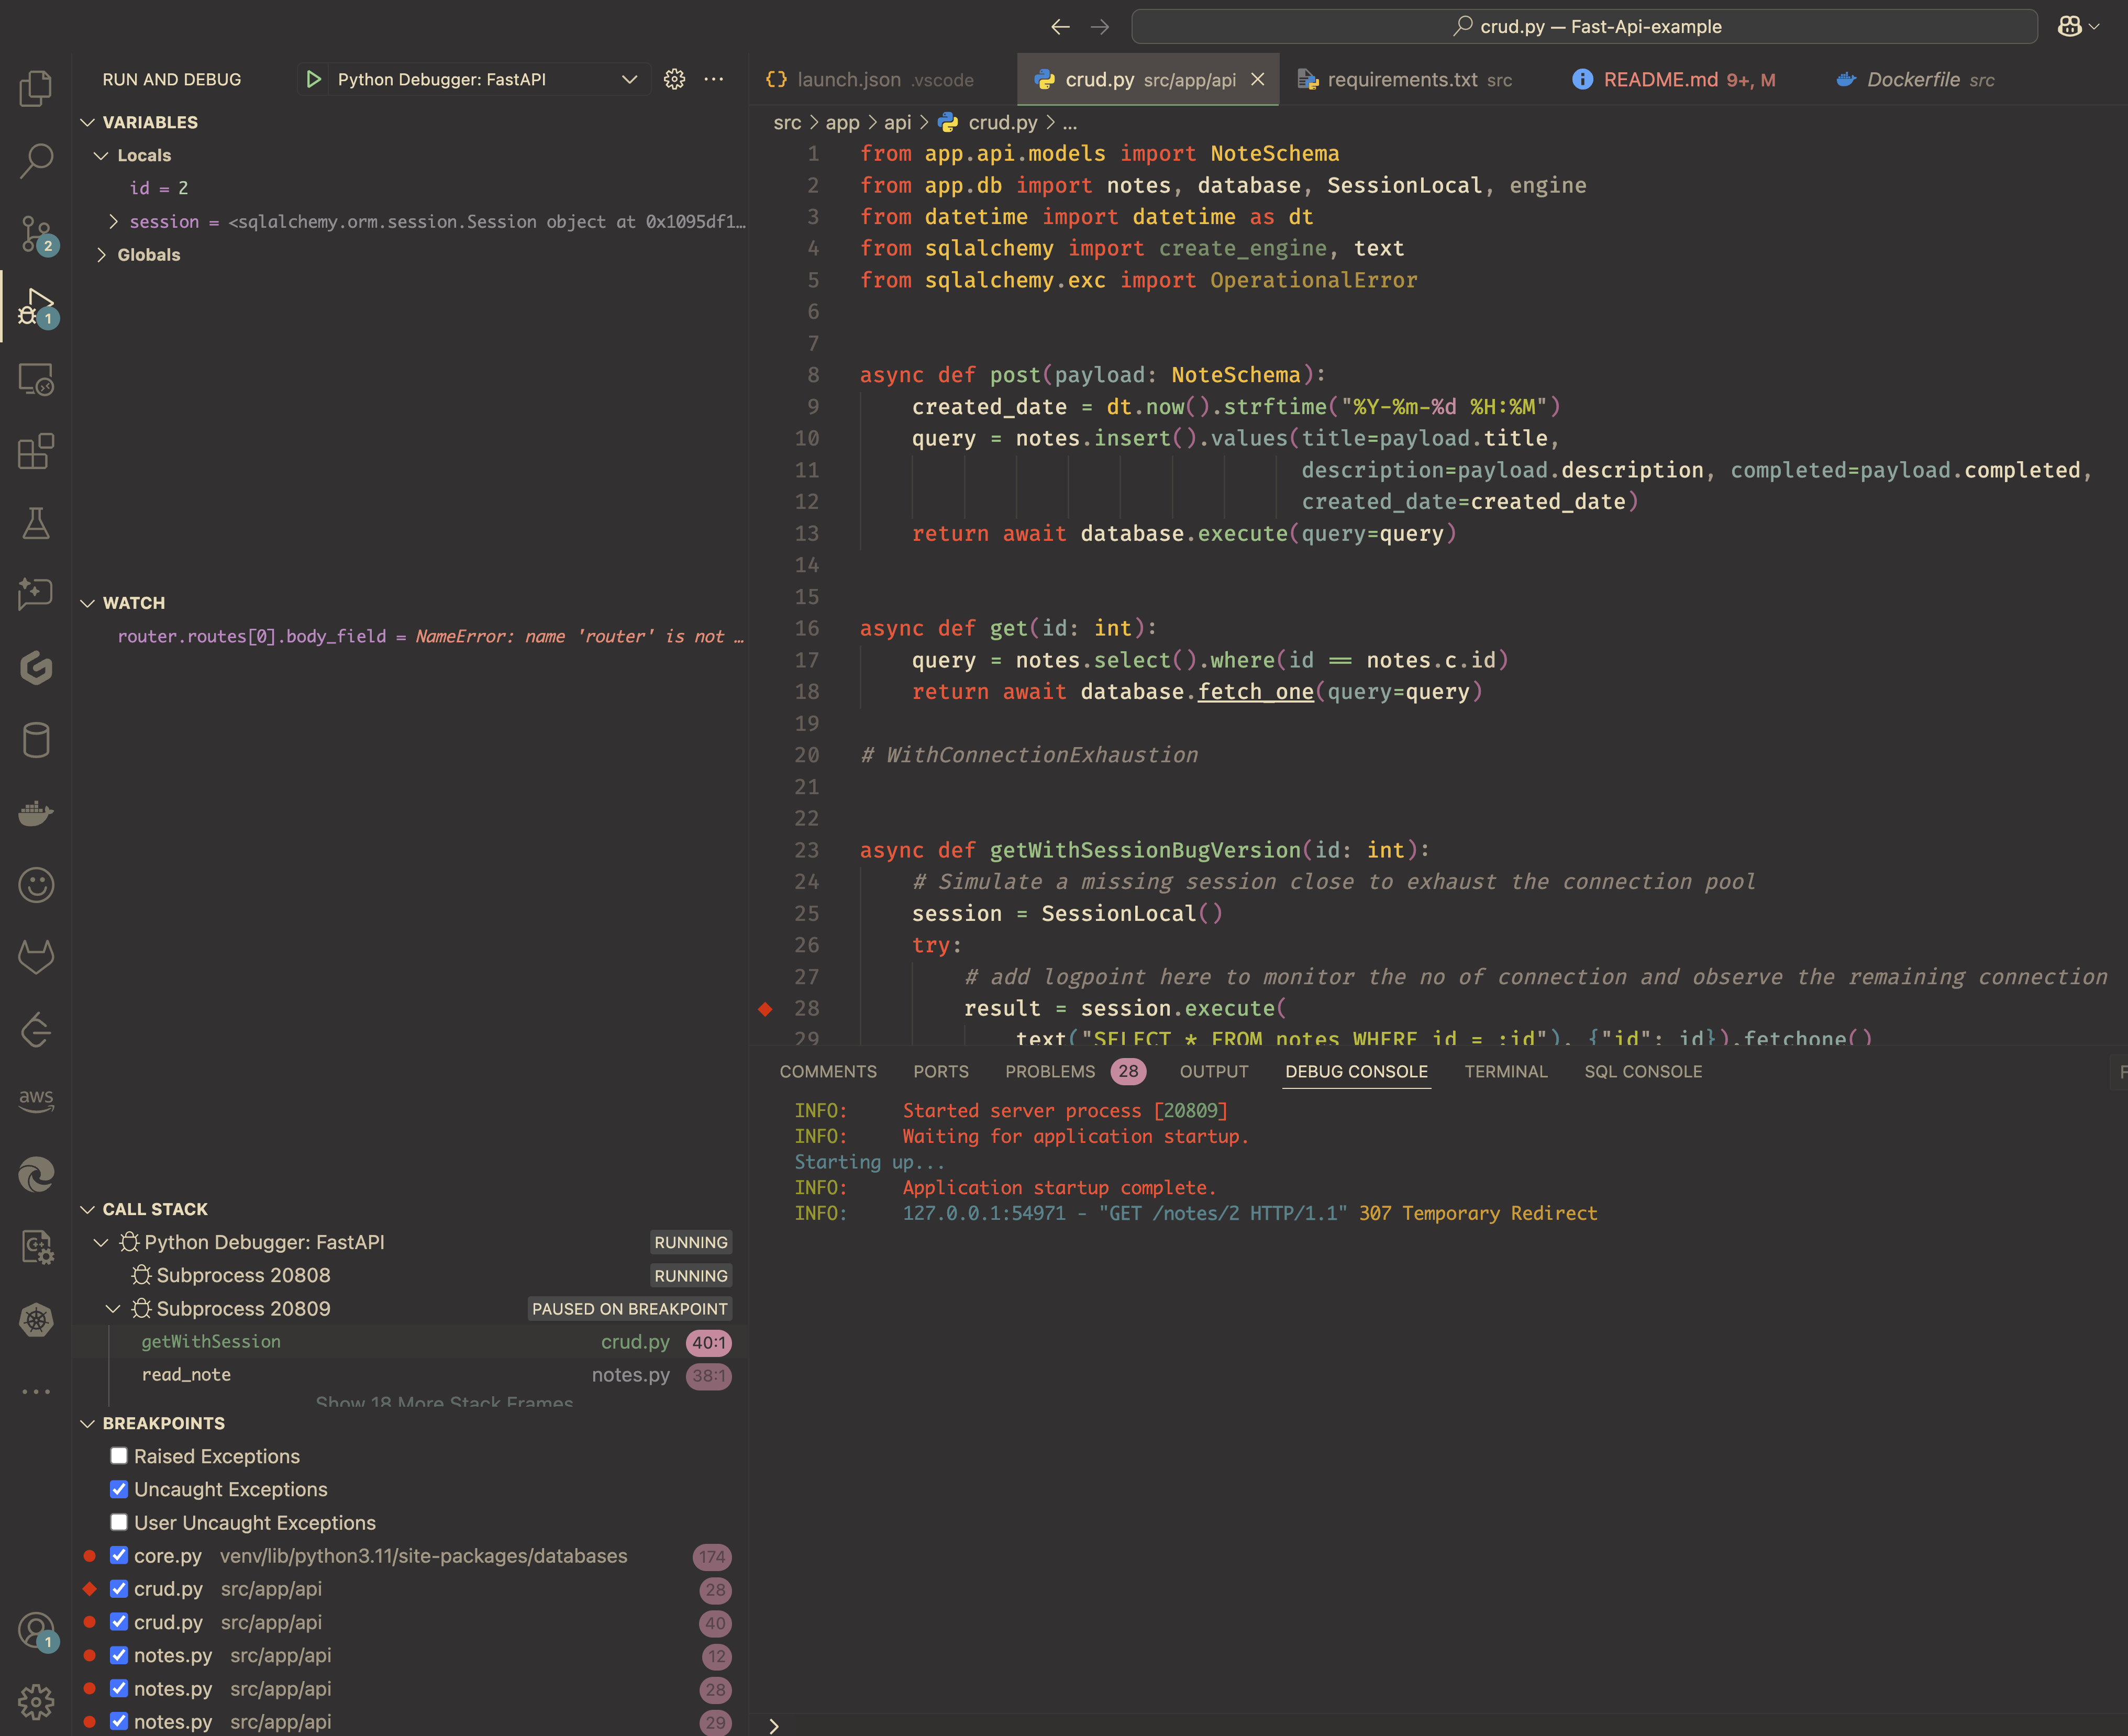 crud.py — Fast-Api-example
RUN AND DEBUG
Python Debugger: FastAPI
VARIABLES
Locals
id = 2
session = <sqlalchemy.orm.session.Session object at 0x1095df1…
Globals
WATCH
router.routes[0].body_field = NameError: name 'router' is not …
CALL STACK
Python Debugger: FastAPI RUNNING
Subprocess 20808 RUNNING
Subprocess 20809 PAUSED ON BREAKPOINT
getWithSession crud.py 40:1
read_note notes.py 38:1
Show 18 More Stack Frames
BREAKPOINTS
Raised Exceptions
Uncaught Exceptions
User Uncaught Exceptions
core.py venv/lib/python3.11/site-packages/databases 174
crud.py src/app/api 28
crud.py src/app/api 40
notes.py src/app/api 12
notes.py src/app/api 28
notes.py src/app/api 29
2
1
aws
1
launch.json .vscode
crud.py src/app/api
requirements.txt src
README.md 9+, M
Dockerfile src
src > app > api > crud.py > ...
1 from app.api.models import NoteSchema
2 from app.db import notes, database, SessionLocal, engine
3 from datetime import datetime as dt
4 from sqlalchemy import create_engine, text
5 from sqlalchemy.exc import OperationalError
6
7
8 async def post(payload: NoteSchema):
9 created_date = dt.now().strftime("%Y-%m-%d %H:%M")
10 query = notes.insert().values(title=payload.title,
11 description=payload.description, completed=payload.completed,
12 created_date=created_date)
13 return await database.execute(query=query)
14
15
16 async def get(id: int):
17 query = notes.select().where(id == notes.c.id)
18 return await database.fetch_one(query=query)
19
20 # WithConnectionExhaustion
21
22
23 async def getWithSessionBugVersion(id: int):
24 # Simulate a missing session close to exhaust the connection pool
25 session = SessionLocal()
26 try:
27 # add logpoint here to monitor the no of connection and observe the remaining connection
28 result = session.execute(
29 text("SELECT * FROM notes WHERE id = :id"), {"id": id}).fetchone()
COMMENTS PORTS PROBLEMS 28 OUTPUT DEBUG CONSOLE TERMINAL SQL CONSOLE
INFO: Started server process [20809]
INFO: Waiting for application startup.
Starting up...
INFO: Application startup complete.
INFO: 127.0.0.1:54971 - "GET /notes/2 HTTP/1.1" 307 Temporary Redirect